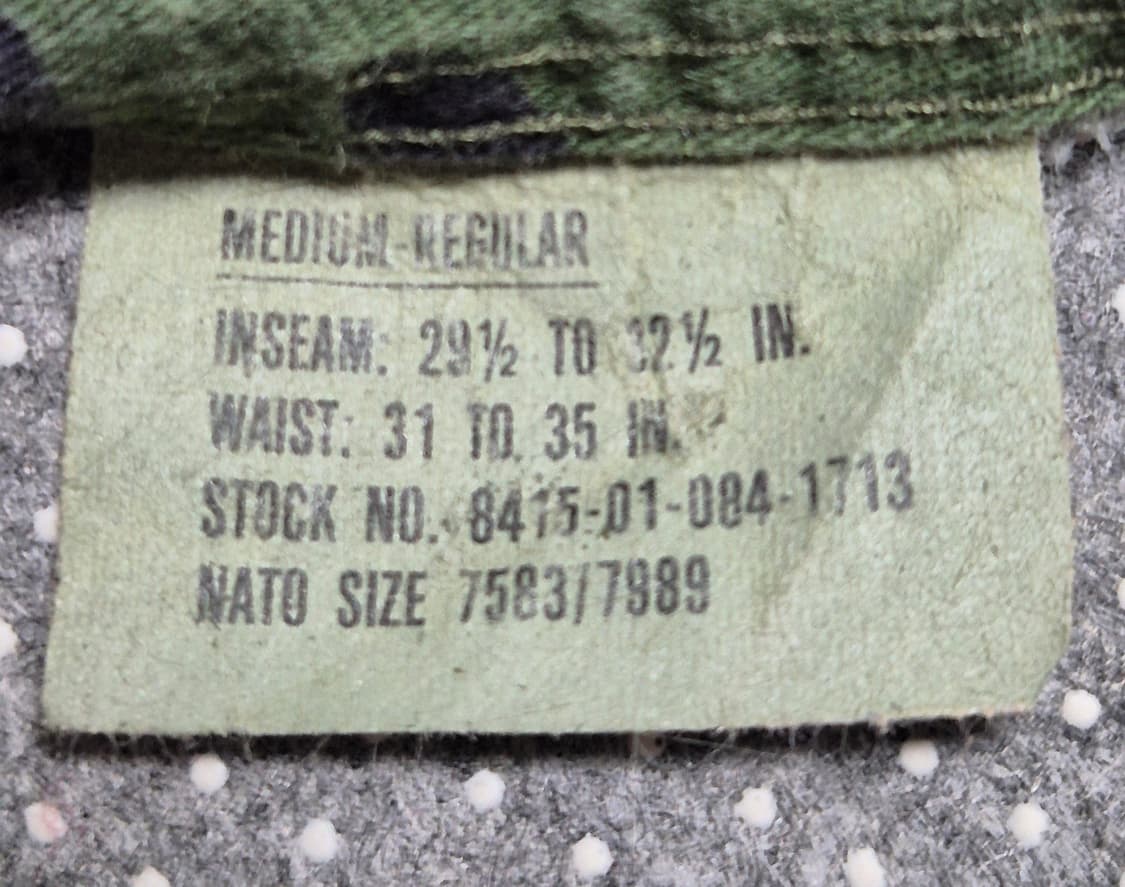 MEDIUM-REGULAR
INSEAM: 29½ TO 32½ IN.
WAIST: 31 TO 35 IN.
STOCK NO. 8415-01-084-1713
NATO SIZE 7583/7989